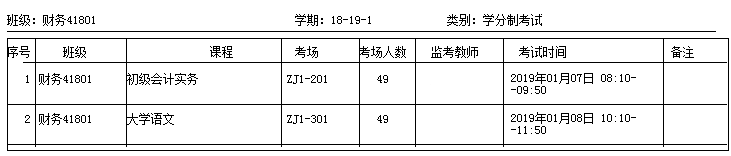 班级：财务41801 学期：18-19-1 类别：学分制考试
序号 班级 课程 考场 考场人数 监考教师 考试时间 备注
1 财务41801 初级会计实务 ZJ1-201 49 2019年01月07日 08:10-
-09:50
2 财务41801 大学语文 ZJ1-301 49 2019年01月08日 10:10-
-11:50